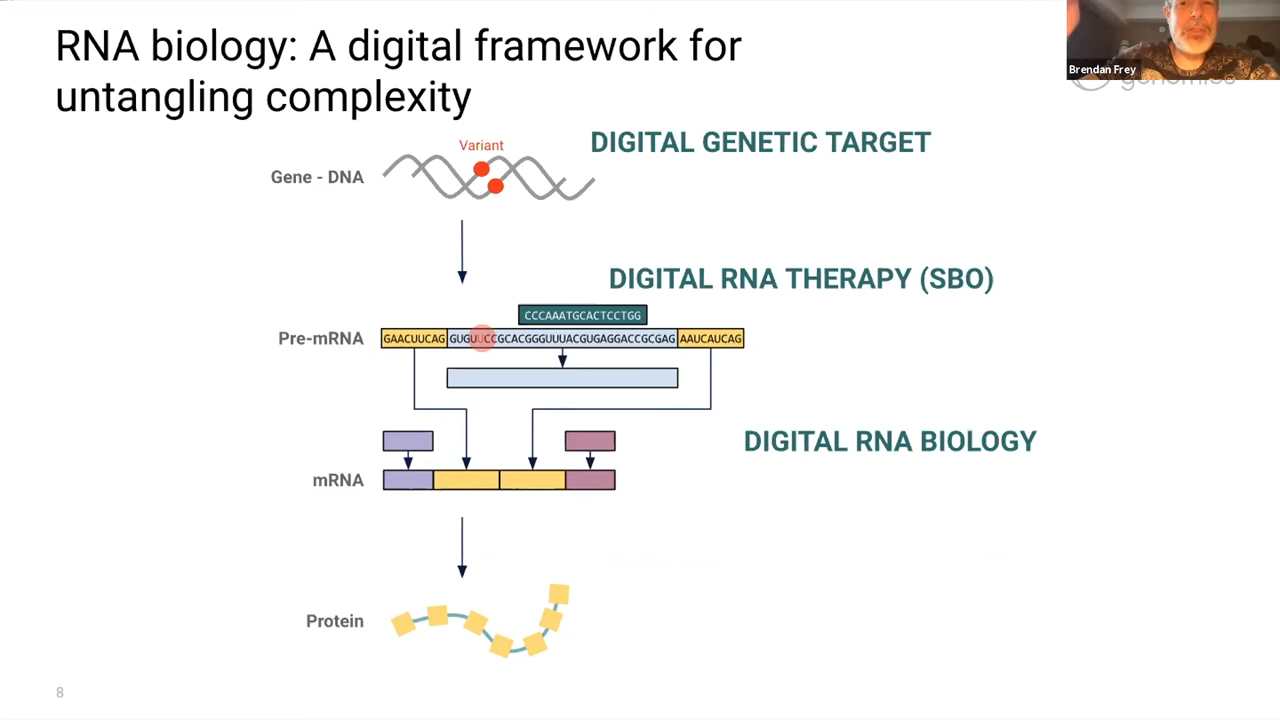 RNA biology: A digital framework for
untangling complexity
Brendan Frey
genomics
Variant
DIGITAL GENETIC TARGET
Gene - DNA
DIGITAL RNA THERAPY (SBO)
CCCAAATGCACTCCTGG
Pre-mRNA
GAACUUCAG GUGUUCCGCACGGGUUUACGUGAGGACCGCGAG AAUCAUCAG
DIGITAL RNA BIOLOGY
mRNA
Protein
8